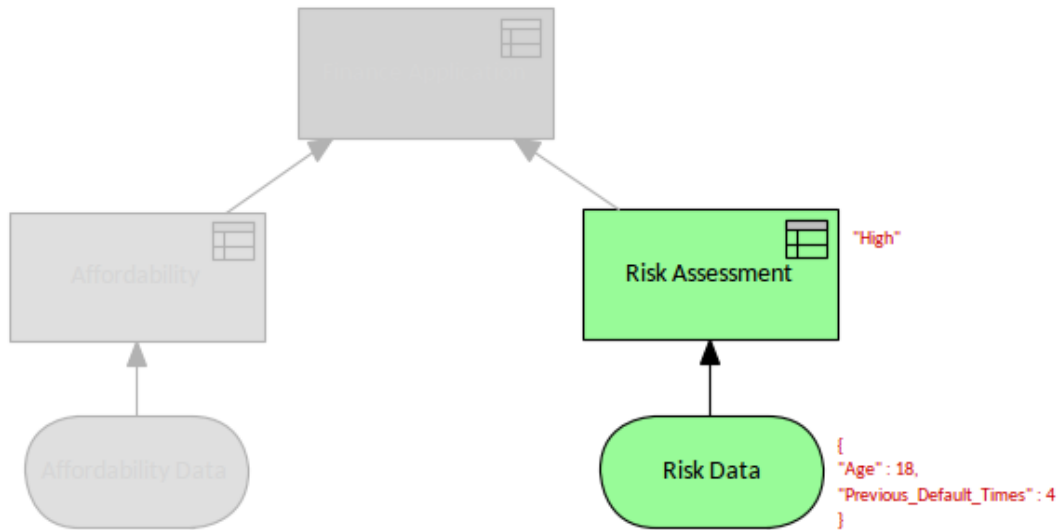 Affordability
Risk Assessment
"High"
Affordability Data
Risk Data
{
"Age" : 18,
"Previous_Default_Times" : 4
}